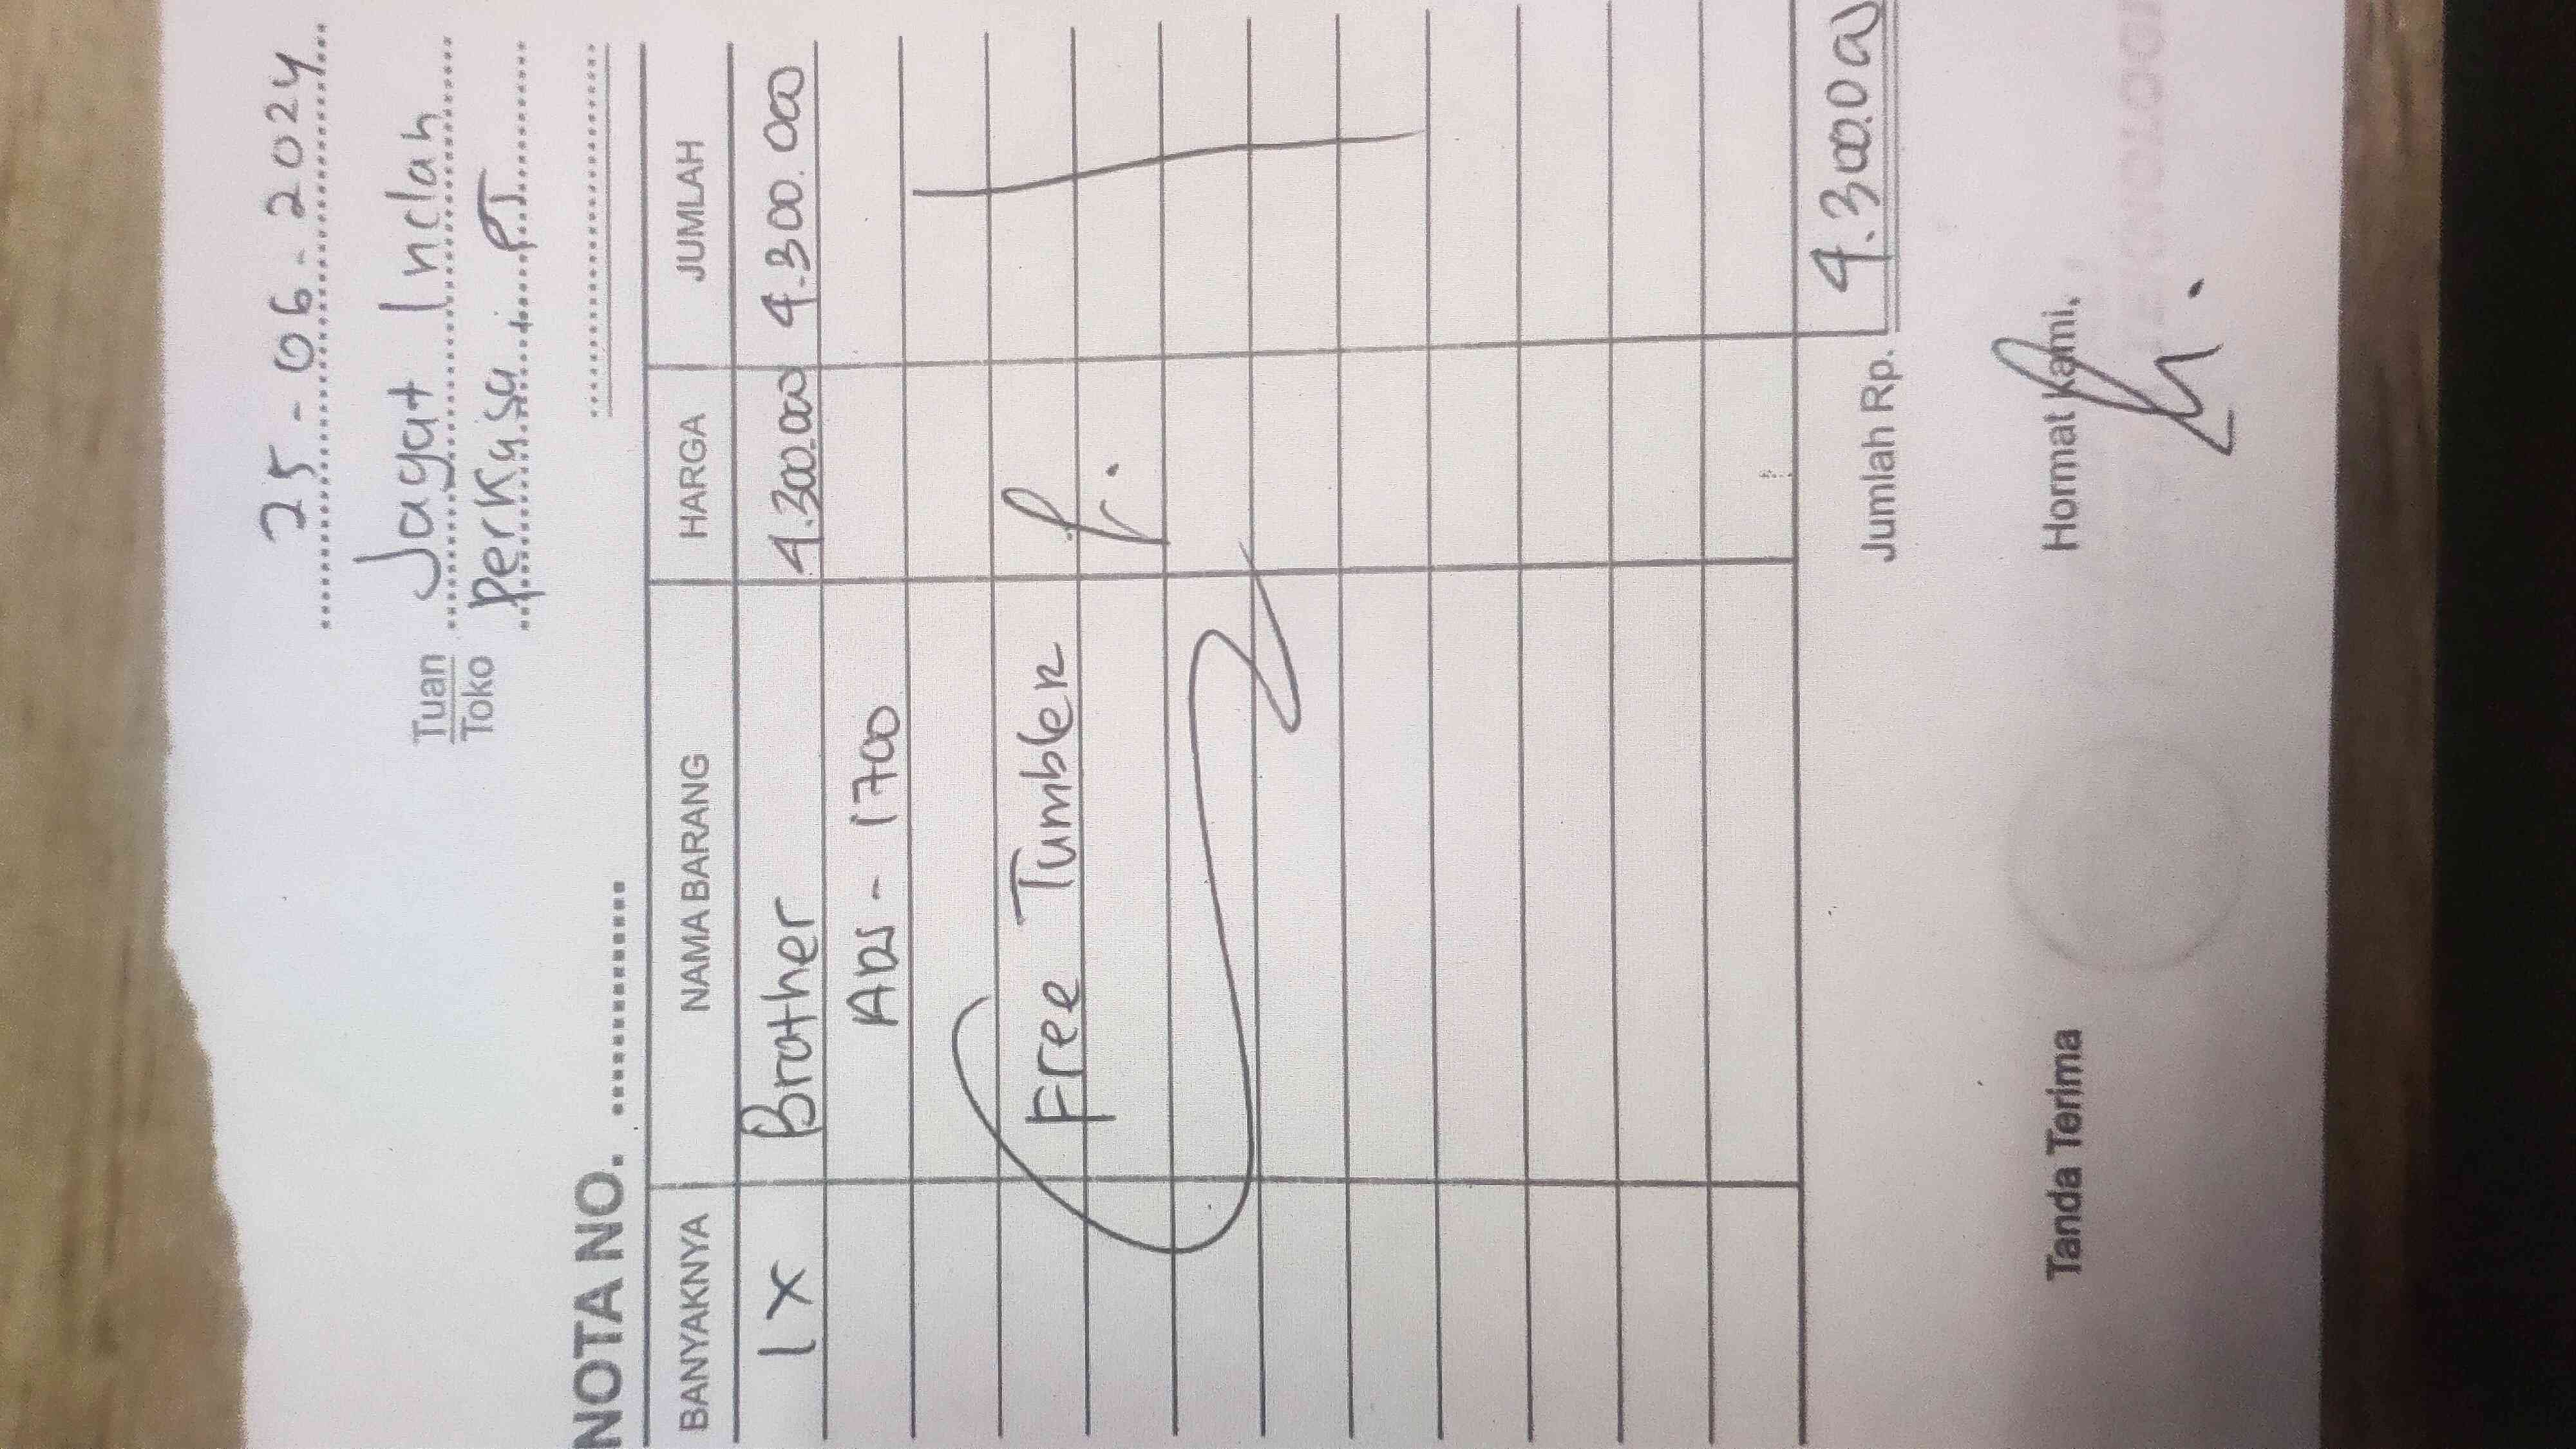 25-06-2024
Tuan Jagat Indah
Toko Perkasa. PT
NOTA NO.
BANYAKNYA NAMA BARANG HARGA JUMLAH
1 x Brother 4.300.000 4.300.000
ADS - 1700
Free Tumbler
Jumlah Rp. 4.300.000
Tanda Terima Hormat Kami,